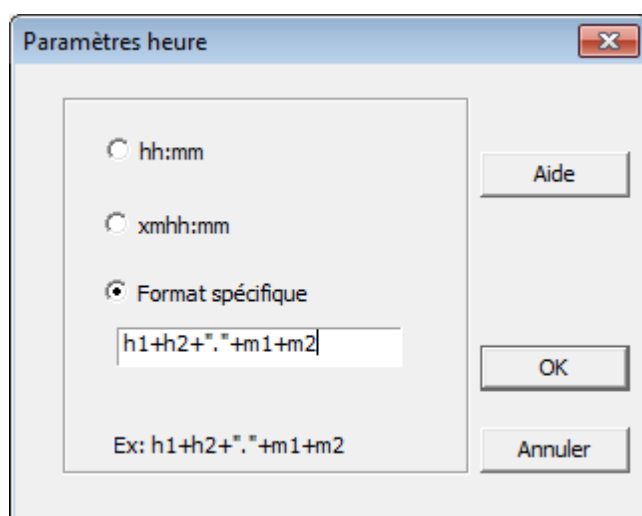 Paramètres heure
hh:mm
Aide
xmhh:mm
Format spécifique
h1+h2+"."+m1+m2
OK
Ex: h1+h2+"."+m1+m2
Annuler